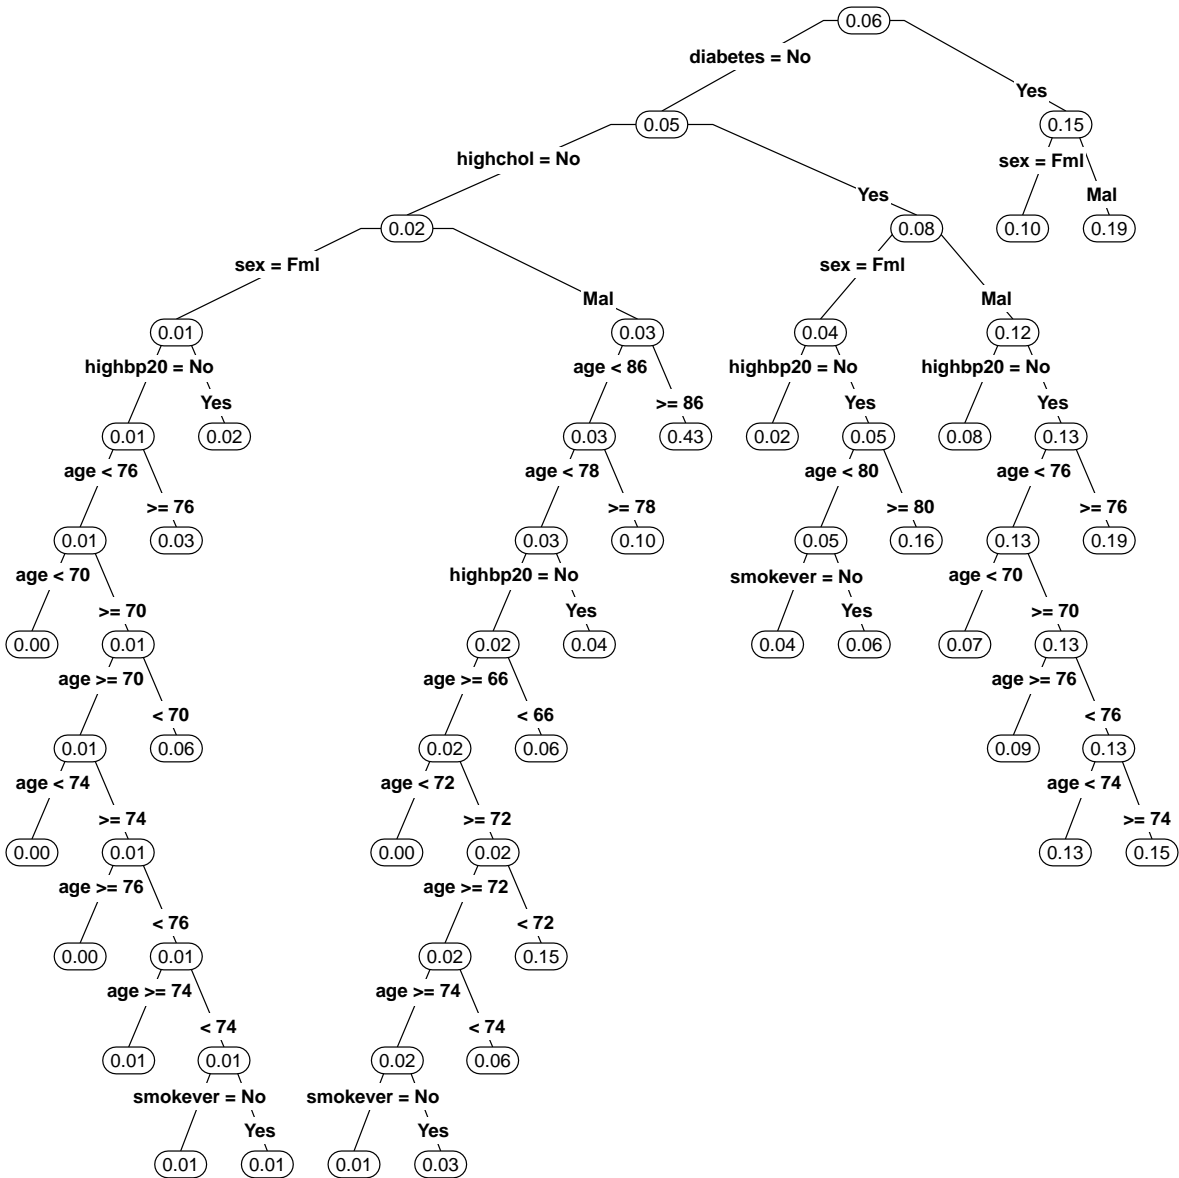 0.06
diabetes = No
Yes
0.05
0.15
highchol = No
sex = Fml
Yes
Mal
0.02
0.08
0.10
0.19
sex = Fml
sex = Fml
Mal
Mal
0.01
0.03
0.04
0.12
highbp20 = No
age < 86
highbp20 = No
highbp20 = No
Yes
>= 86
Yes
Yes
0.01
0.02
0.03
0.43
0.02
0.05
0.08
0.13
age < 76
age < 78
age < 80
age < 76
>= 76
>= 78
>= 80
>= 76
0.01
0.03
0.03
0.10
0.05
0.16
0.13
0.19
age < 70
highbp20 = No
smokever = No
age < 70
>= 70
Yes
Yes
>= 70
0.00
0.01
0.02
0.04
0.04
0.06
0.07
0.13
age >= 70
age >= 66
age >= 76
< 70
< 66
< 76
0.01
0.06
0.02
0.06
0.09
0.13
age < 74
age < 72
age < 74
>= 74
>= 72
>= 74
0.00
0.01
0.00
0.02
0.13
0.15
age >= 76
age >= 72
< 76
< 72
0.00
0.01
0.02
0.15
age >= 74
age >= 74
< 74
< 74
0.01
0.01
0.02
0.06
smokever = No
smokever = No
Yes
Yes
0.01
0.01
0.01
0.03